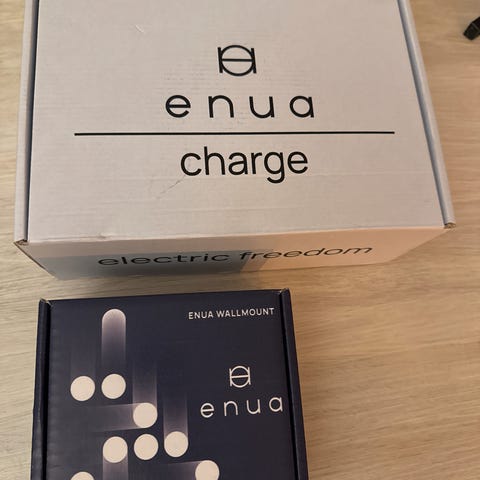 enua
charge
electric freedom
ENUA WALLMOUNT
enua